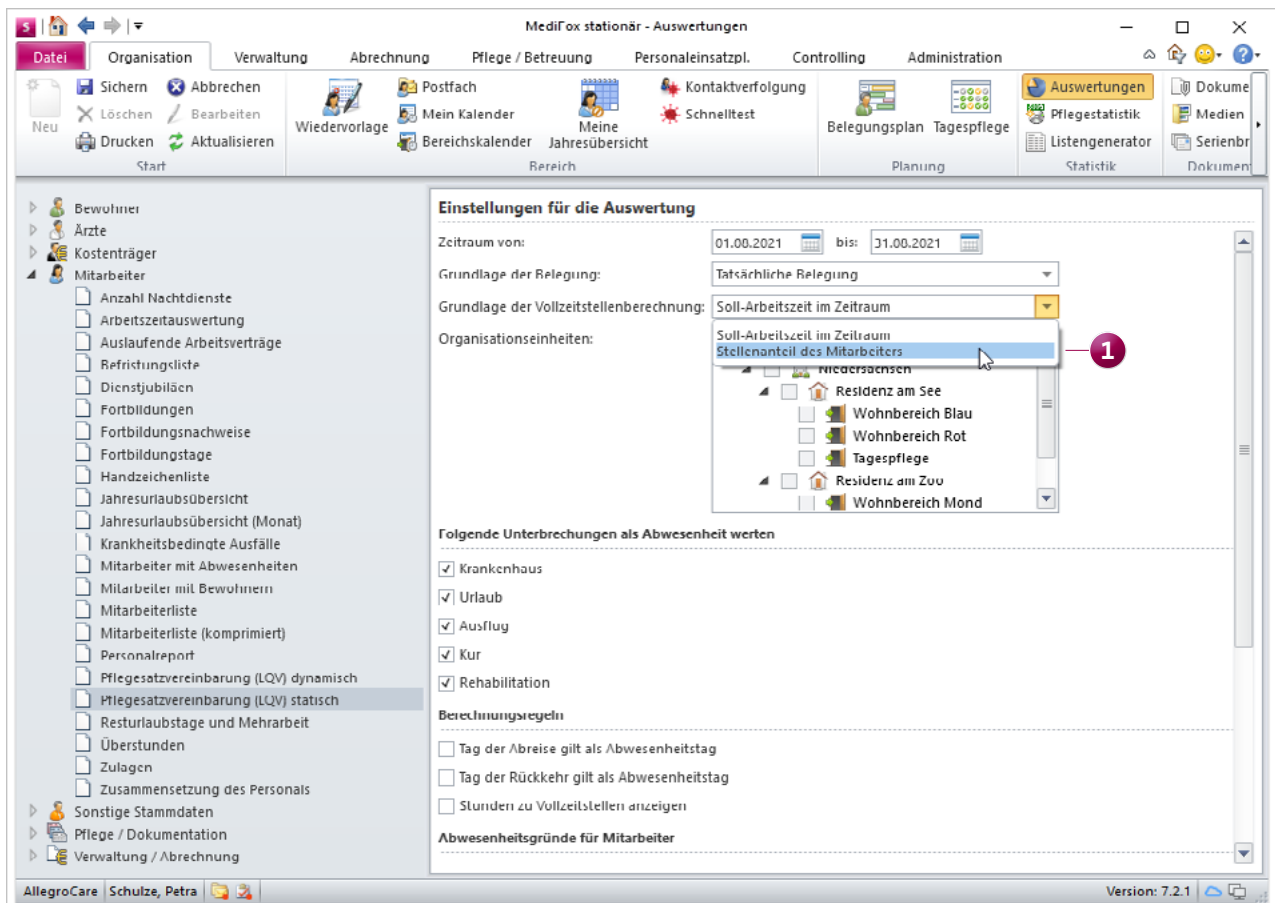 MediFox stationär - Auswertungen
Datei Organisation Verwaltung Abrechnung Pflege / Betreuung Personaleinsatzpl. Controlling Administration
Neu
Sichern
Löschen
Drucken
Abbrechen
Bearbeiten
Aktualisieren
Start
Wiedervorlage
Postfach
Mein Kalender
Bereichskalender
Meine
Jahresübersicht
Kontaktverfolgung
Schnelltest
Bereich
Belegungsplan
Tagespflege
Planung
Auswertungen
Pflegestatistik
Listengenerator
Statistik
Dokume
Medien
Serienbr
Dokument
Bewohner
Ärzte
Kostenträger
Mitarbeiter
Anzahl Nachtdienste
Arbeitszeitauswertung
Auslaufende Arbeitsverträge
Befristungsliste
Dienstjubiläen
Fortbildungen
Fortbildungsnachweise
Fortbildungstage
Handzeichenliste
Jahresurlaubsübersicht
Jahresurlaubsübersicht (Monat)
Krankheitsbedingte Ausfälle
Mitarbeiter mit Abwesenheiten
Mitarbeiter mit Bewohnern
Mitarbeiterliste
Mitarbeiterliste (komprimiert)
Personalreport
Pflegesatzvereinbarung (LQV) dynamisch
Pflegesatzvereinbarung (LQV) statisch
Resturlaubstage und Mehrarbeit
Überstunden
Zulagen
Zusammensetzung des Personals
Sonstige Stammdaten
Pflege / Dokumentation
Verwaltung / Abrechnung
Einstellungen für die Auswertung
Zeitraum von: 01.08.2021 bis: 31.08.2021
Grundlage der Belegung: Tatsächliche Belegung
Grundlage der Vollzeitstellenberechnung: Soll-Arbeitszeit im Zeitraum
Organisationseinheiten:
Soll-Arbeitszeit im Zeitraum
Stellenanteil des Mitarbeiters
1
Niedersachsen
Residenz am See
Wohnbereich Blau
Wohnbereich Rot
Tagespflege
Residenz am Zoo
Wohnbereich Mond
Folgende Unterbrechungen als Abwesenheit werten
Krankenhaus
Urlaub
Ausflug
Kur
Rehabilitation
Berechnungsregeln
Tag der Abreise gilt als Abwesenheitstag
Tag der Rückkehr gilt als Abwesenheitstag
Stunden zu Vollzeitstellen anzeigen
Abwesenheitsgründe für Mitarbeiter
AllegroCare Schulze, Petra
Version: 7.2.1